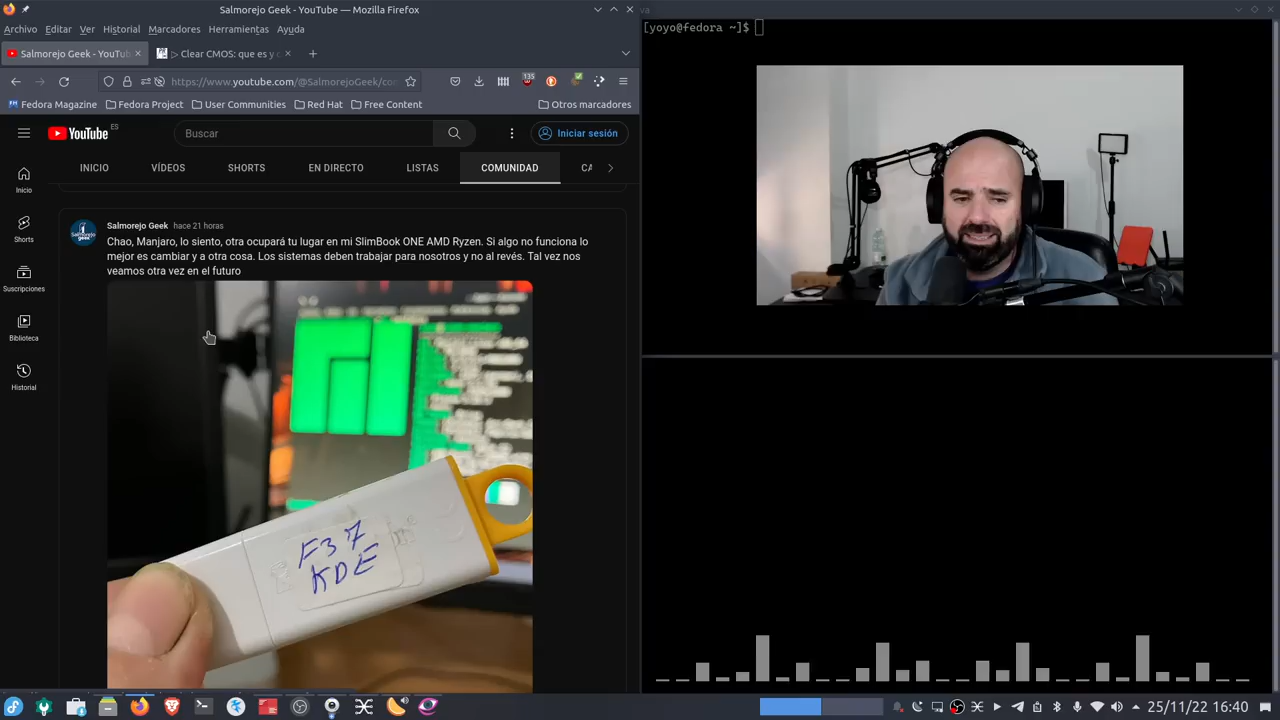 Salmorejo Geek - YouTube — Mozilla Firefox
Archivo Editar Ver Historial Marcadores Herramientas Ayuda
Salmorejo Geek - YouTub
▷ Clear CMOS: que es y c
https://www.youtube.com/@SalmorejoGeek/co
135
Fedora Magazine Fedora Project User Communities Red Hat Free Content Otros marcadores
YouTube ES
Buscar
Iniciar sesión
INICIO VÍDEOS SHORTS EN DIRECTO LISTAS COMUNIDAD CA
Inicio
Shorts
Suscripciones
Biblioteca
Historial
Salmorejo Geek hace 21 horas
Chao, Manjaro, lo siento, otra ocupará tu lugar en mi SlimBook ONE AMD Ryzen. Si algo no funciona lo
mejor es cambiar y a otra cosa. Los sistemas deben trabajar para nosotros y no al revés. Tal vez nos
veamos otra vez en el futuro
F37
KDE
[yoyo@fedora ~]$
25/11/22 16:40